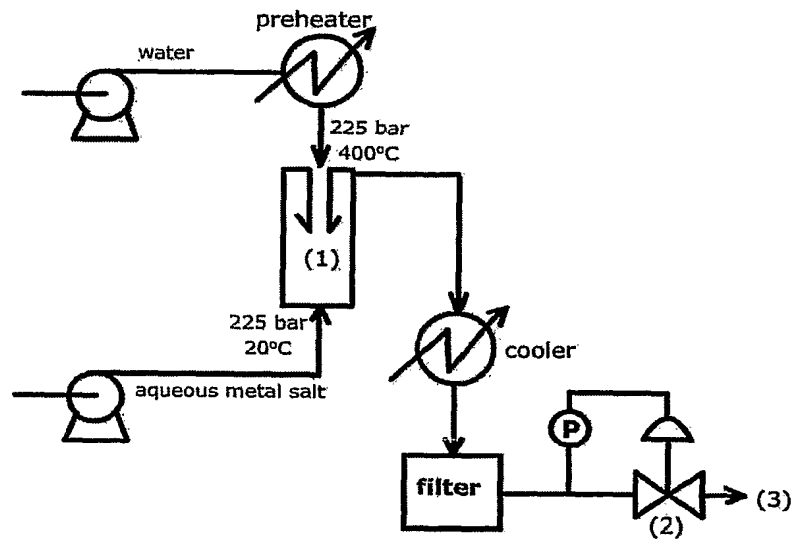 preheater
water
225 bar
400°C
(1)
225 bar
20°C
aqueous metal salt
cooler
P
filter
(2)
(3)